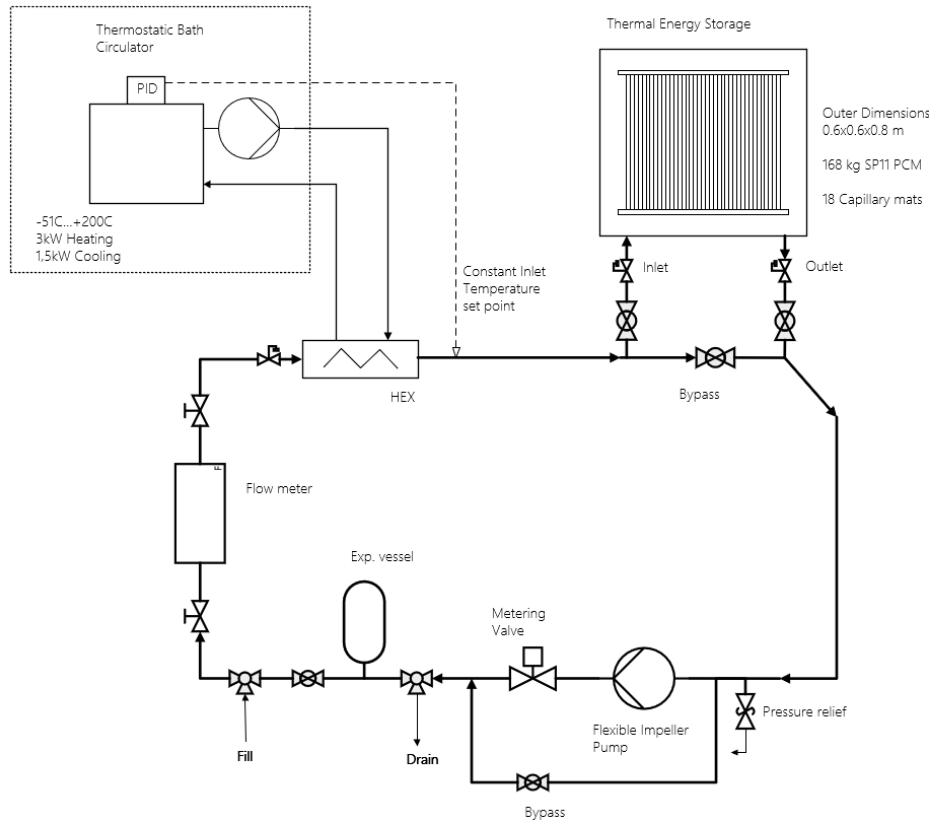 Thermostatic Bath
Circulator
PID
-51C...+200C
3kW Heating
1,5kW Cooling
Thermal Energy Storage
Outer Dimensions
0.6x0.6x0.8 m
168 kg SP11 PCM
18 Capillary mats
Inlet
Outlet
Constant Inlet
Temperature
set point
HEX
Bypass
F
Flow meter
Exp. vessel
Metering
Valve
Flexible Impeller
Pump
Pressure relief
Fill
Drain
Bypass